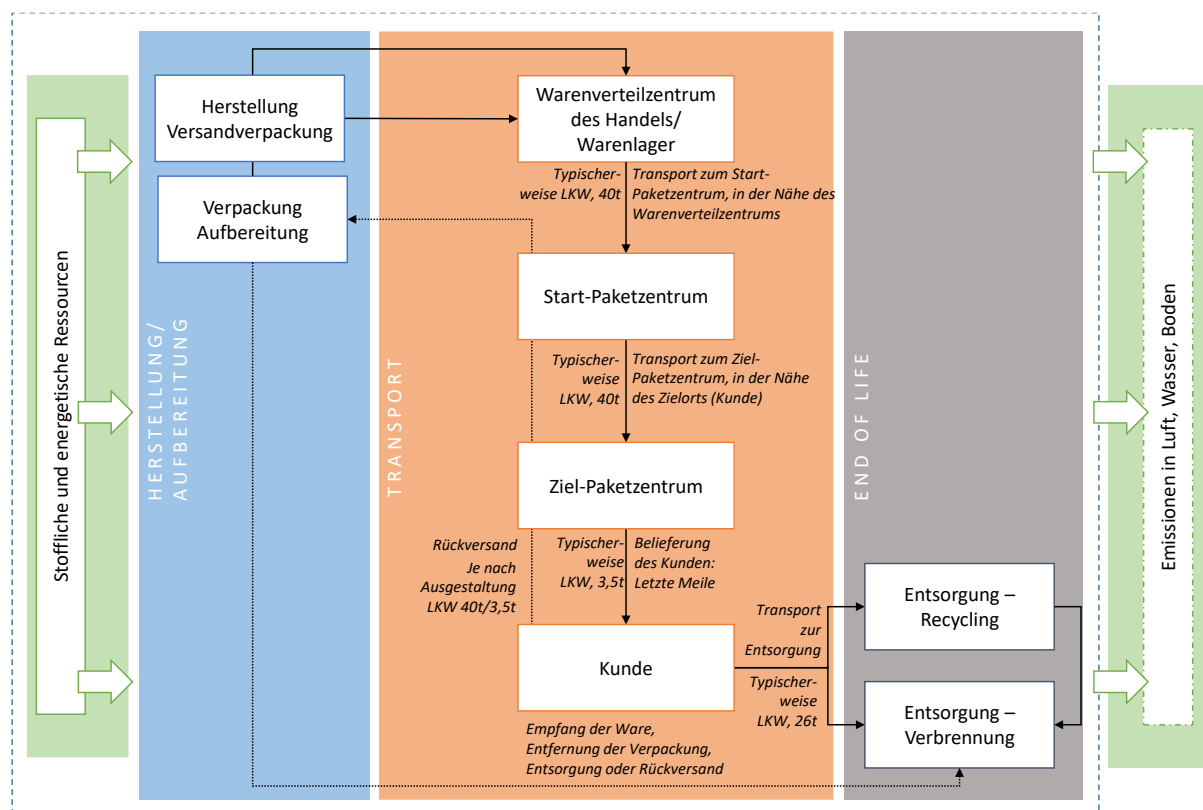 Stoffliche und energetische Ressourcen
HERSTELLUNG/
AUFBEREITUNG
Herstellung
Versandverpackung
Verpackung
Aufbereitung
TRANSPORT
Warenverteilzentrum
des Handels/
Warenlager
Typischer-
weise LKW, 40t
Transport zum Start-
Paketzentrum, in der Nähe des
Warenverteilzentrums
Start-Paketzentrum
Typischer-
weise
LKW, 40t
Transport zum Ziel-
Paketzentrum, in der Nähe
des Zielorts (Kunde)
Ziel-Paketzentrum
Rückversand
Je nach
Ausgestaltung
LKW 40t/3,5t
Typischer-
weise
LKW, 3,5t
Belieferung
des Kunden:
Letzte Meile
Kunde
Empfang der Ware,
Entfernung der Verpackung,
Entsorgung oder Rückversand
Transport
zur
Entsorgung
Typischer-
weise
LKW, 26t
END OF LIFE
Entsorgung –
Recycling
Entsorgung –
Verbrennung
Emissionen in Luft, Wasser, Boden